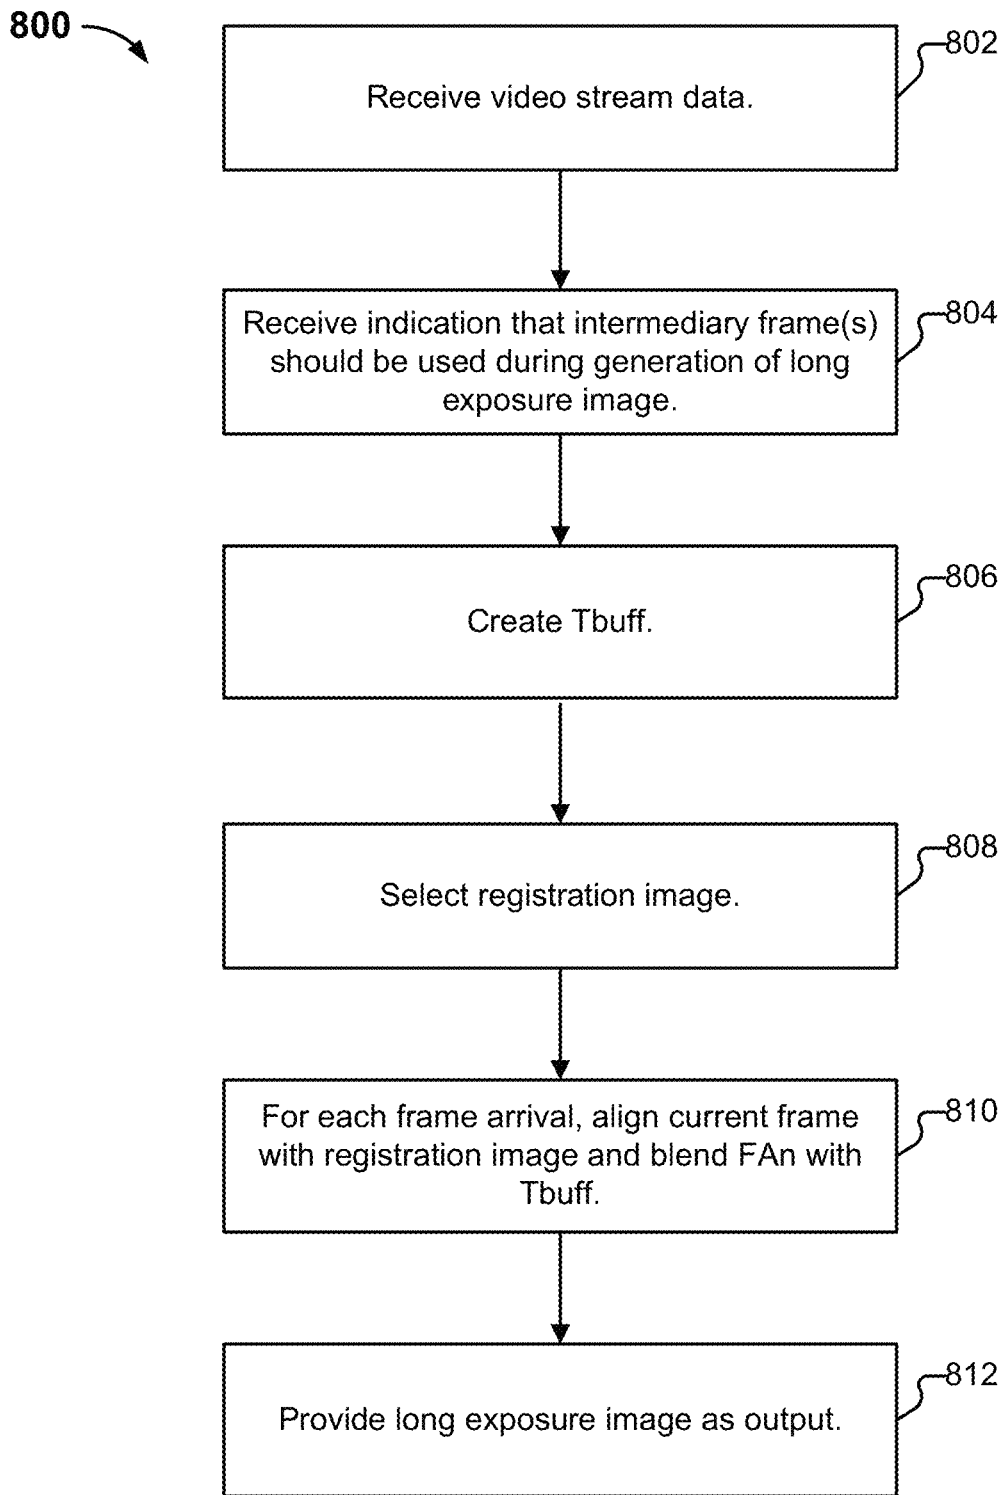 800
802
Receive video stream data.
804
Receive indication that intermediary frame(s)
should be used during generation of long
exposure image.
806
Create Tbuff.
808
Select registration image.
810
For each frame arrival, align current frame
with registration image and blend FAn with
Tbuff.
812
Provide long exposure image as output.